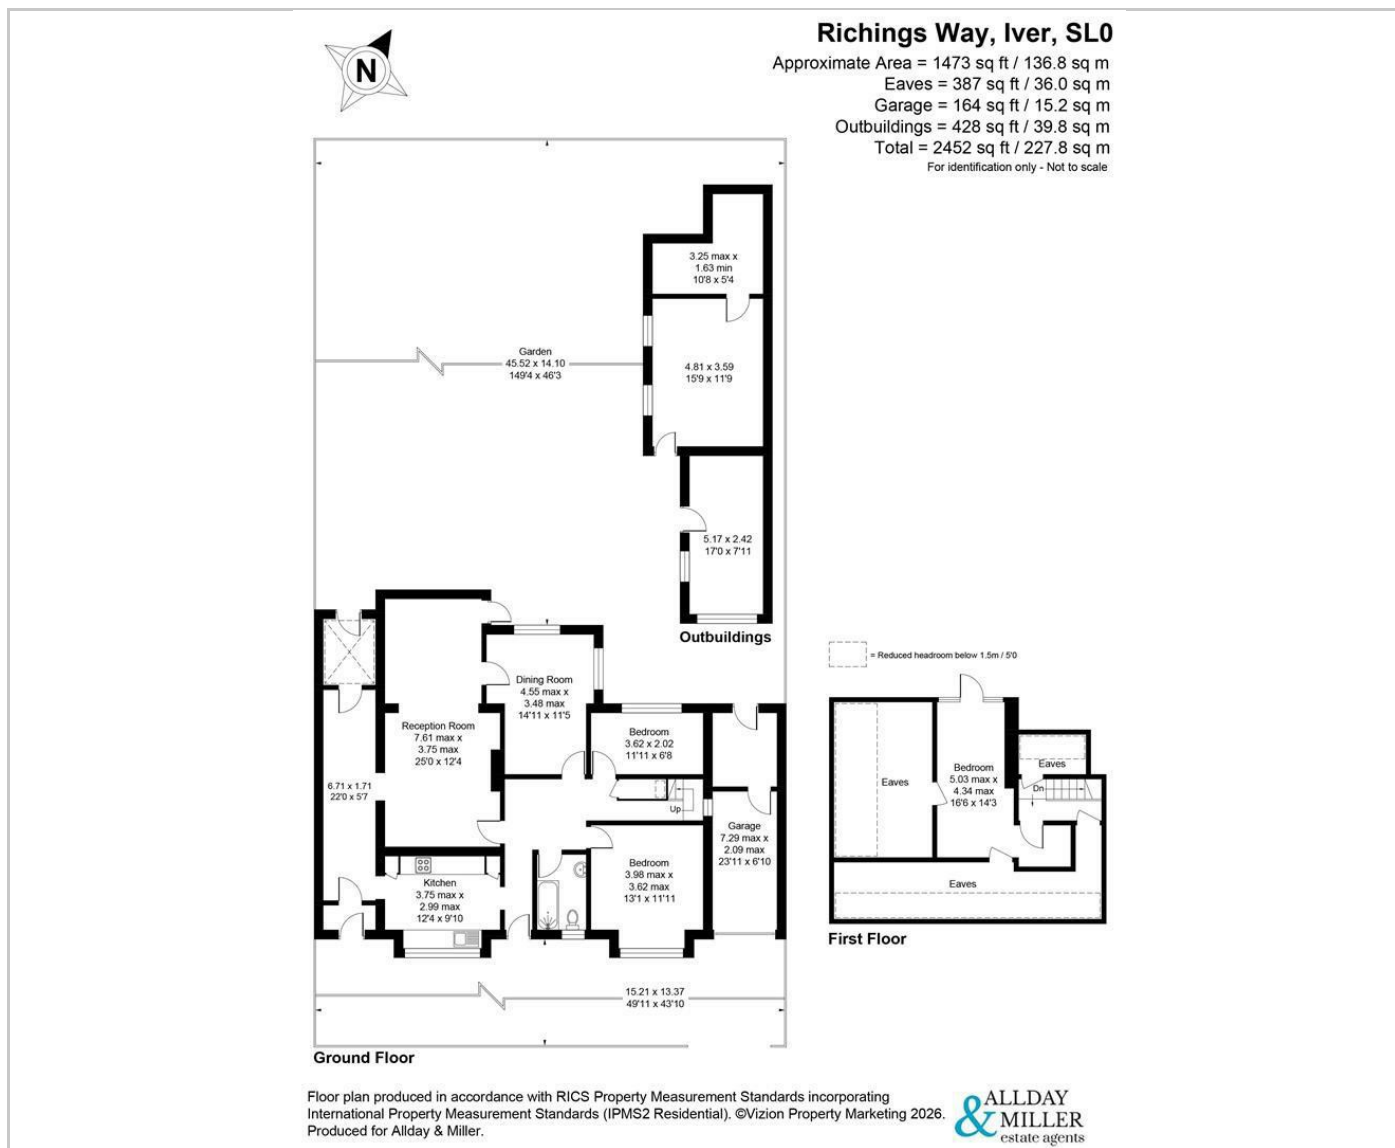 N
Richings Way, Iver, SL0
Approximate Area = 1473 sq ft / 136.8 sq m
Eaves = 387 sq ft / 36.0 sq m
Garage = 164 sq ft / 15.2 sq m
Outbuildings = 428 sq ft / 39.8 sq m
Total = 2452 sq ft / 227.8 sq m
For identification only - Not to scale
3.25 max x
1.63 min
10'8 x 5'4
Garden
45.52 x 14.10
149'4 x 46'3
4.81 x 3.59
15'9 x 11'9
5.17 x 2.42
17'0 x 7'11
Outbuildings
= Reduced headroom below 1.5m / 5'0
Dining Room
4.55 max x
3.48 max
14'11 x 11'5
Reception Room
7.61 max x
3.75 max
25'0 x 12'4
Bedroom
3.62 x 2.02
11'11 x 6'8
6.71 x 1.71
22'0 x 5'7
Up
Garage
7.29 max x
2.09 max
23'11 x 6'10
Kitchen
3.75 max x
2.99 max
12'4 x 9'10
Bedroom
3.98 max x
3.62 max
13'1 x 11'11
Eaves
Bedroom
5.03 max x
4.34 max
16'6 x 14'3
Eaves
Dn
Eaves
First Floor
15.21 x 13.37
49'11 x 43'10
Ground Floor
Floor plan produced in accordance with RICS Property Measurement Standards incorporating
International Property Measurement Standards (IPMS2 Residential). ©Vizion Property Marketing 2026.
Produced for Allday & Miller.
ALLDAY
& MILLER
estate agents